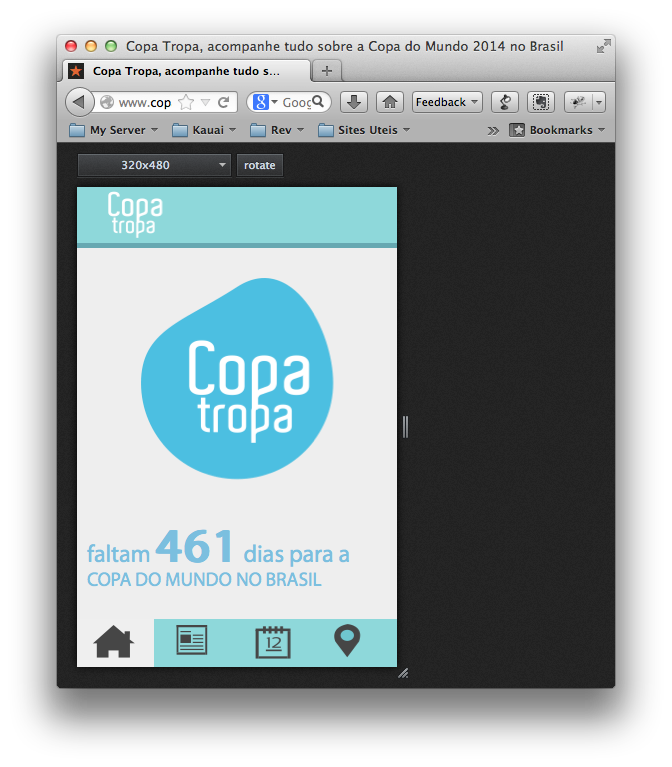 Copa Tropa, acompanhe tudo sobre a Copa do Mundo 2014 no Brasil
Copa Tropa, acompanhe tudo s...
www.cop
Goog
Feedback
My Server
Kauai
Rev
Sites Uteis
Bookmarks
320x480
rotate
Copa
tropa
Copa
tropa
faltam 461 dias para a
COPA DO MUNDO NO BRASIL
12